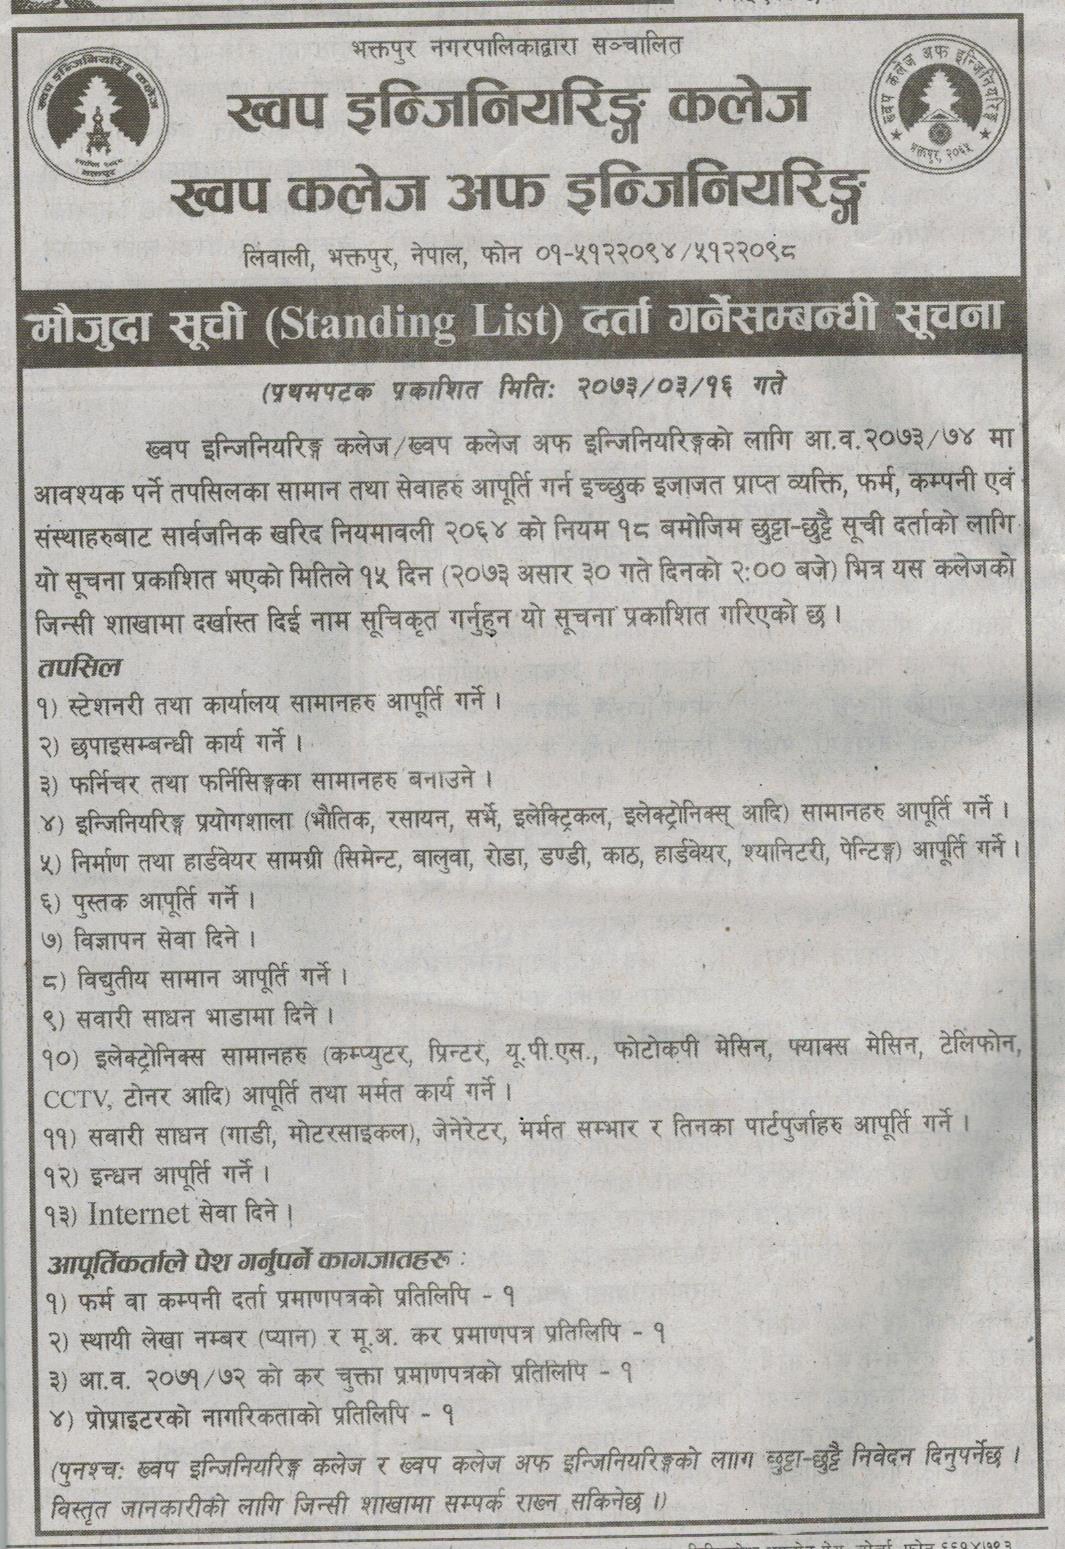 भक्तपुर नगरपालिकाद्वारा सञ्चालित
ख्वप इन्जिनियरिङ्ग कलेज
ख्वप कलेज अफ इन्जिनियरिङ्ग
लिवाली, भक्तपुर, नेपाल, फोन ०१-५१२२०९४/५१२२०९८
मौजुदा सूची (Standing List) दर्ता गर्नेसम्बन्धी सूचना
(प्रथमपटक प्रकाशित मितिः २०७३/०३/१६ गते
ख्वप इन्जिनियरिङ्ग कलेज/ख्वप कलेज अफ इन्जिनियरिङ्गको लागि आ.व.२०७३/७४ मा
आवश्यक पर्ने तपसिलका सामान तथा सेवाहरु आपूर्ति गर्न इच्छुक इजाजत प्राप्त व्यक्ति, फर्म, कम्पनी एवं
संस्थाहरुबाट सार्वजनिक खरिद नियमावली २०६४ को नियम १८ बमोजिम छुट्टा-छुट्टै सूची दर्ताको लागि
यो सूचना प्रकाशित भएको मितिले १५ दिन (२०७३ असार ३० गते दिनको २:०० बजे) भित्र यस कलेजको
जिन्सी शाखामा दर्खास्त दिई नाम सूचिकृत गर्नुहुन यो सूचना प्रकाशित गरिएको छ ।
तपसिल
१) स्टेशनरी तथा कार्यालय सामानहरु आपूर्ति गर्ने ।
२) छपाइसम्बन्धी कार्य गर्ने ।
३) फर्निचर तथा फर्निसिङ्गका सामानहरु बनाउने ।
४) इन्जिनियरिङ्ग प्रयोगशाला (भौतिक, रसायन, सर्भे, इलेक्ट्रिकल, इलेक्ट्रोनिक्स् आदि) सामानहरु आपूर्ति गर्ने ।
५) निर्माण तथा हार्डवेयर सामग्री (सिमेन्ट, बालुवा, रोडा, डण्डी, काठ, हार्डवेयर, श्यानिटरी, पेन्टिङ्ग) आपूर्ति गर्ने ।
६) पुस्तक आपूर्ति गर्ने ।
७) विज्ञापन सेवा दिने ।
८) विद्युतीय सामान आपूर्ति गर्ने ।
९) सवारी साधन भाडामा दिने ।
१०) इलेक्ट्रोनिक्स सामानहरु (कम्प्युटर, प्रिन्टर, यू.पी.एस., फोटोकपी मेसिन, फ्याक्स मेसिन, टेलिफोन,
CCTV, टोनर आदि) आपूर्ति तथा मर्मत कार्य गर्ने ।
११) सवारी साधन (गाडी, मोटरसाइकल), जेनेरेटर, मर्मत सम्भार र तिनका पार्टपुर्जाहरु आपूर्ति गर्ने ।
१२) इन्धन आपूर्ति गर्ने ।
१३) Internet सेवा दिने ।
आपूर्तिकर्ताले पेश गर्नुपर्ने कागजातहरू :
१) फर्म वा कम्पनी दर्ता प्रमाणपत्रको प्रतिलिपि - १
२) स्थायी लेखा नम्बर (प्यान) र मू.अ. कर प्रमाणपत्र प्रतिलिपि - १
३) आ.व. २०७१/७२ को कर चुक्ता प्रमाणपत्रको प्रतिलिपि - १
४) प्रोप्राइटरको नागरिकताको प्रतिलिपि - १
(पुनश्चः ख्वप इन्जिनियरिङ्ग कलेज र ख्वप कलेज अफ इन्जिनियरिङ्गको लााग छुट्टा-छुट्टै निवेदन दिनुपर्नेछ ।
विस्तृत जानकारीको लागि जिन्सी शाखामा सम्पर्क राख्न सकिनेछ ।)